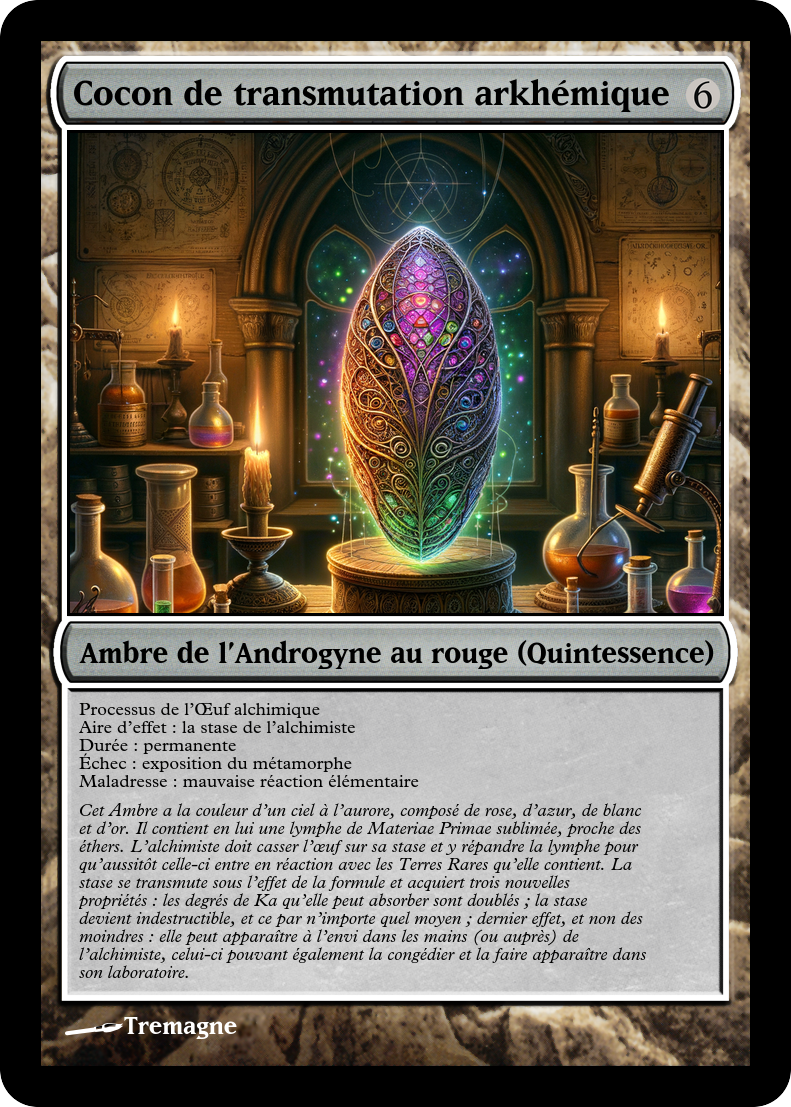 Cocon de transmutation arkhémique 6
Ambre de l'Androgyne au rouge (Quintessence)
Processus de l'Œuf alchimique
Aire d'effet : la stase de l'alchimiste
Durée : permanente
Échec : exposition du métamorphe
Maladresse : mauvaise réaction élémentaire
Cet Ambre a la couleur d'un ciel à l'aurore, composé de rose, d'azur, de blanc
et d'or. Il contient en lui une lymphe de Materiae Primae sublimée, proche des
éthers. L'alchimiste doit casser l'œuf sur sa stase et y répandre la lymphe pour
qu'aussitôt celle-ci entre en réaction avec les Terres Rares qu'elle contient. La
stase se transmute sous l'effet de la formule et acquiert trois nouvelles
propriétés : les degrés de Ka qu'elle peut absorber sont doublés ; la stase
devient indestructible, et ce par n'importe quel moyen ; dernier effet, et non des
moindres : elle peut apparaître à l'envi dans les mains (ou auprès) de
l'alchimiste, celui-ci pouvant également la congédier et la faire apparaître dans
son laboratoire.
Tremagne